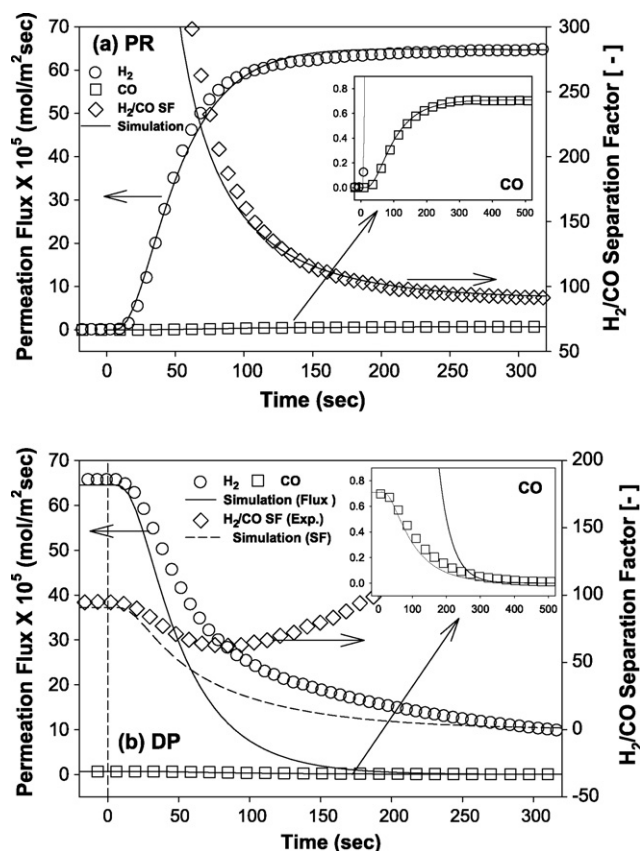 (a) PR
H2
CO
H2/CO SF
Simulation
Permeation Flux X 10^5 (mol/m^2sec)
70
60
50
40
30
20
10
0
H2/CO Separation Factor [ - ]
300
250
200
150
100
50
0.8
0.6
0.4
0.2
0.0
0 100 200 300 400 500
CO
0 50 100 150 200 250 300
Time (sec)
H2 CO
Simulation (Flux )
H2/CO SF (Exp.)
Simulation (SF)
(b) DP
Permeation Flux X 10^5 (mol/m^2sec)
70
60
50
40
30
20
10
0
H2/CO Separation Factor [ - ]
200
150
100
50
0
-50
CO
0.8
0.6
0.4
0.2
0.0
0 100 200 300 400 500
0 50 100 150 200 250 300
Time (sec)